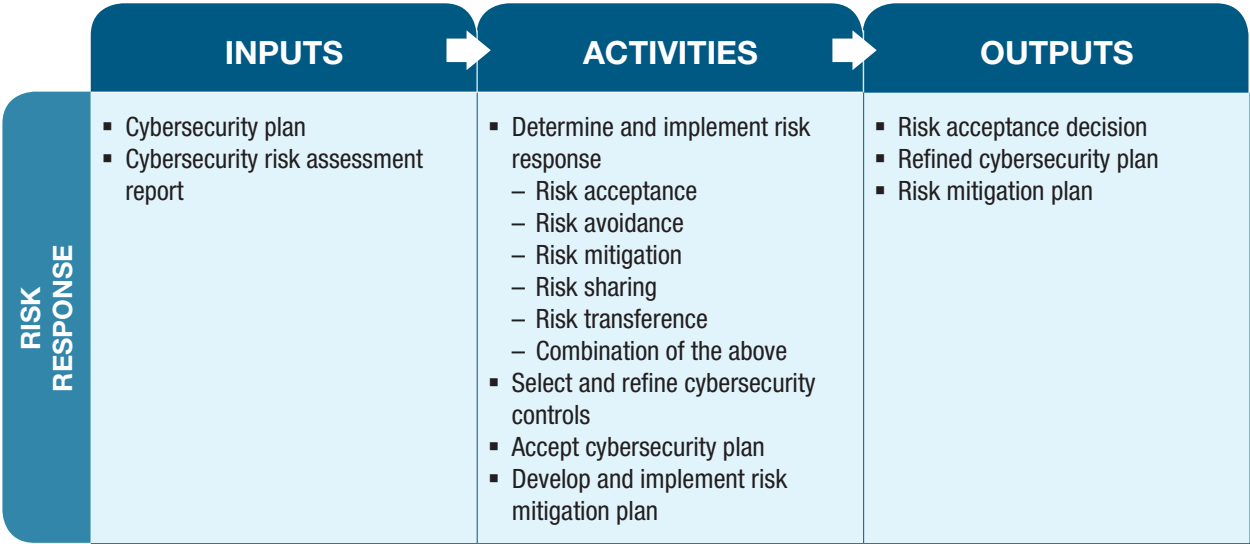 INPUTS
ACTIVITIES
OUTPUTS
RISK
RESPONSE
▪ Cybersecurity plan
▪ Cybersecurity risk assessment
report
▪ Determine and implement risk
response
– Risk acceptance
– Risk avoidance
– Risk mitigation
– Risk sharing
– Risk transference
– Combination of the above
▪ Select and refine cybersecurity
controls
▪ Accept cybersecurity plan
▪ Develop and implement risk
mitigation plan
▪ Risk acceptance decision
▪ Refined cybersecurity plan
▪ Risk mitigation plan